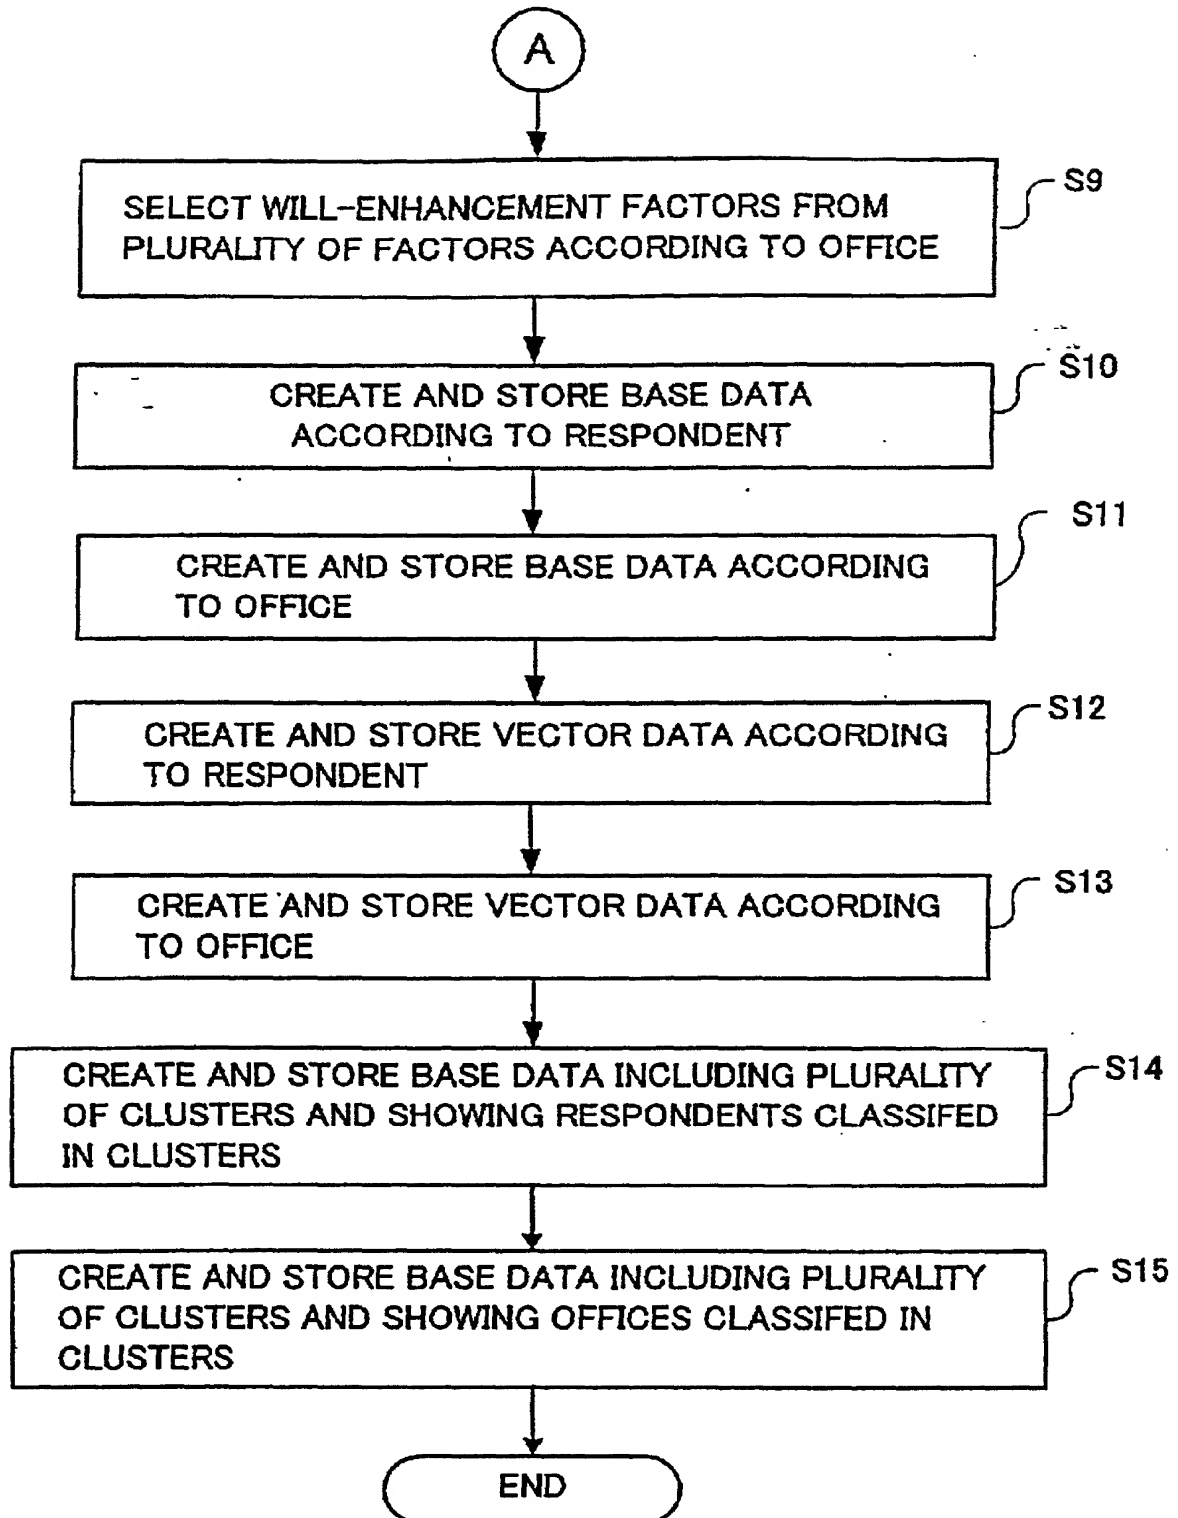 A
SELECT WILL-ENHANCEMENT FACTORS FROM
PLURALITY OF FACTORS ACCORDING TO OFFICE
S9
CREATE AND STORE BASE DATA
ACCORDING TO RESPONDENT
S10
CREATE AND STORE BASE DATA ACCORDING
TO OFFICE
S11
CREATE AND STORE VECTOR DATA ACCORDING
TO RESPONDENT
S12
CREATE AND STORE VECTOR DATA ACCORDING
TO OFFICE
S13
CREATE AND STORE BASE DATA INCLUDING PLURALITY
OF CLUSTERS AND SHOWING RESPONDENTS CLASSIFED
IN CLUSTERS
S14
CREATE AND STORE BASE DATA INCLUDING PLURALITY
OF CLUSTERS AND SHOWING OFFICES CLASSIFED IN
CLUSTERS
S15
END